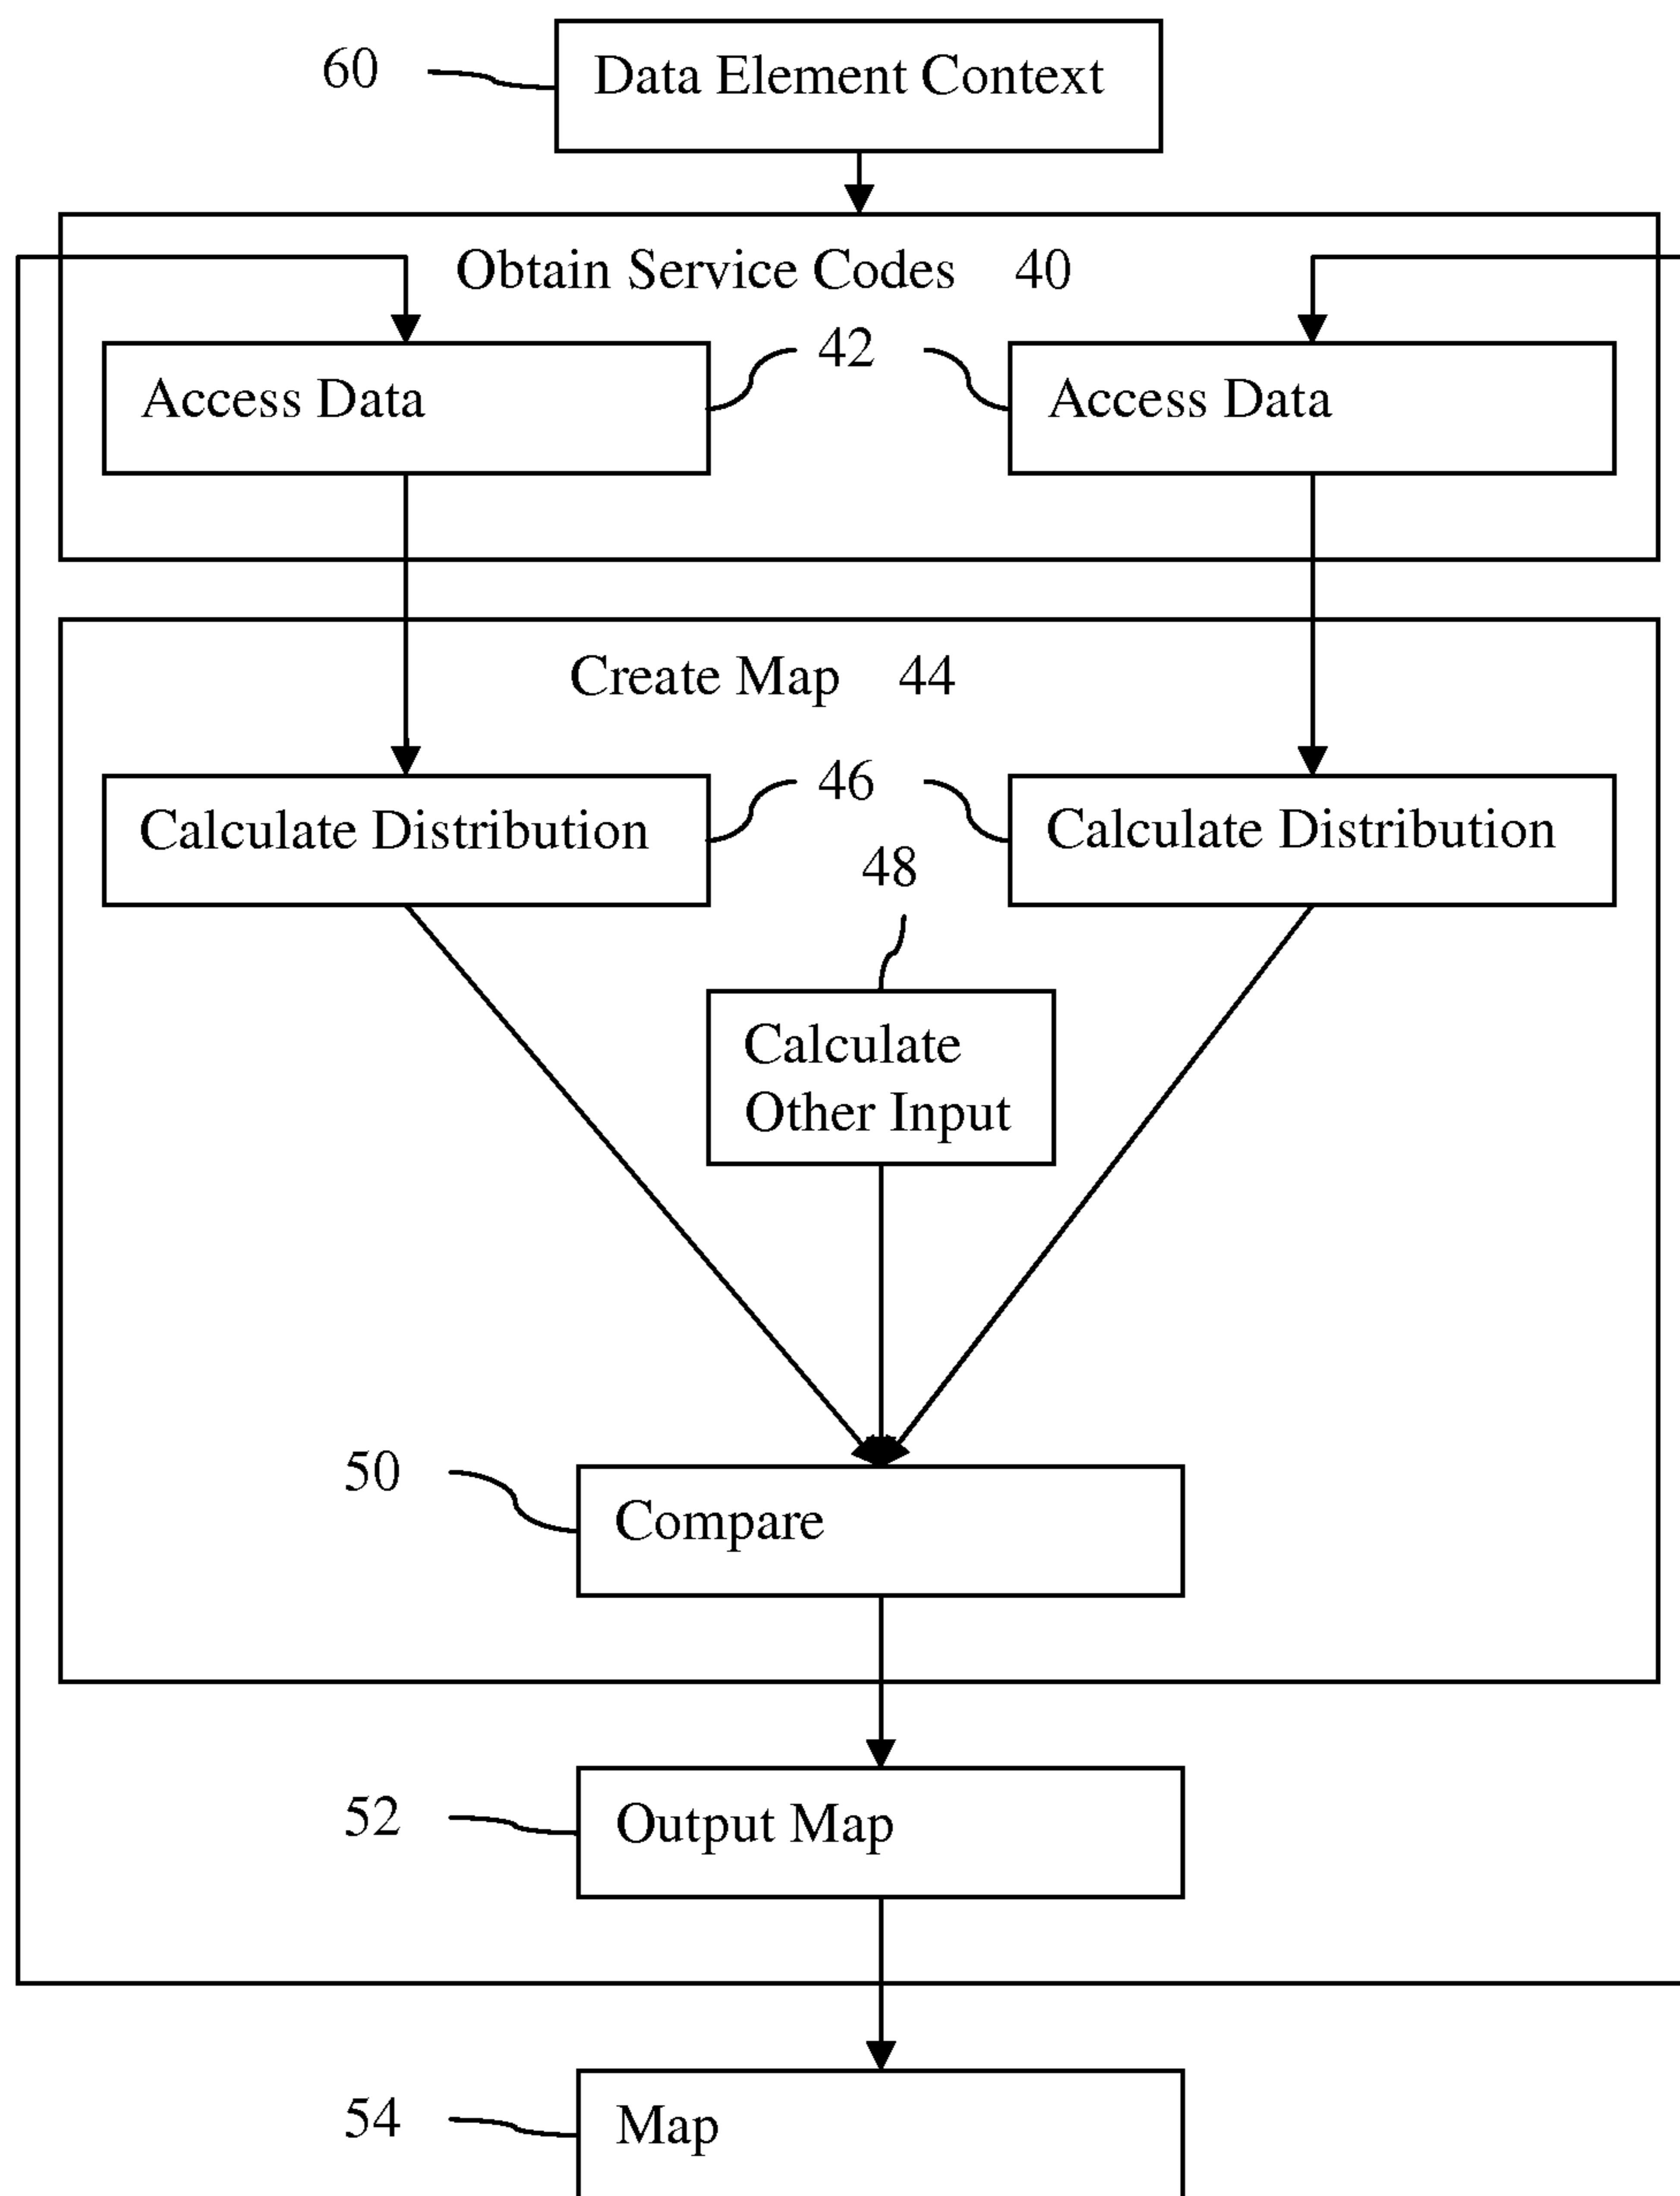 60
Data Element Context
Obtain Service Codes 40
42
Access Data
Access Data
Create Map 44
46
Calculate Distribution
Calculate Distribution
48
Calculate
Other Input
50
Compare
52
Output Map
54
Map